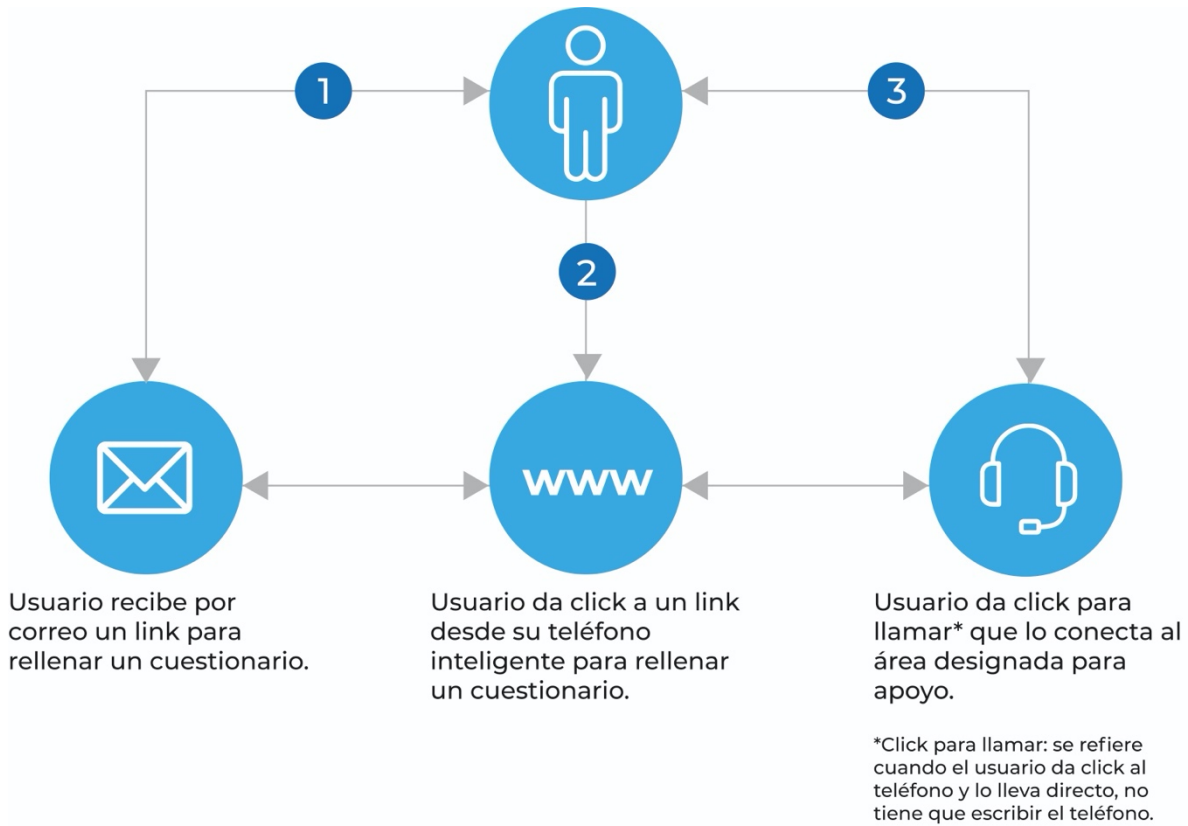 1
3
2
www
Usuario recibe por
correo un link para
rellenar un cuestionario.
Usuario da click a un link
desde su teléfono
inteligente para rellenar
un cuestionario.
Usuario da click para
llamar* que lo conecta al
área designada para
apoyo.
*Click para llamar: se refiere
cuando el usuario da click al
teléfono y lo lleva directo, no
tiene que escribir el teléfono.